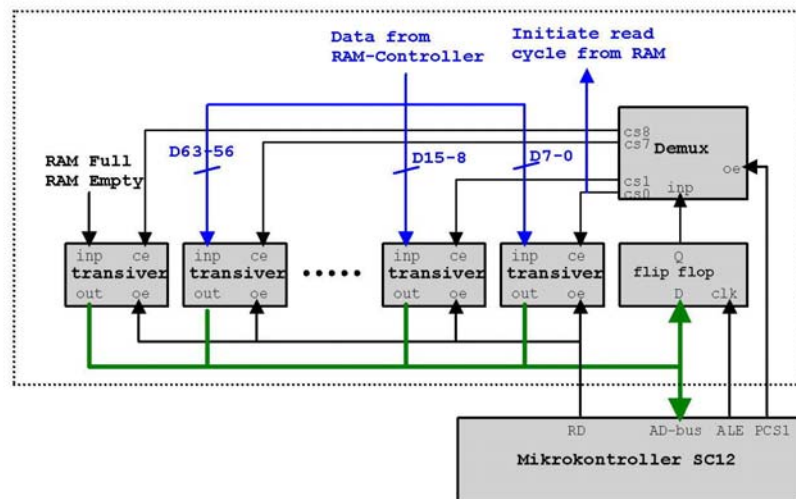 Data from
RAM-Controller
Initiate read
cycle from RAM
cs8
cs7
Demux
oe
cs1
cs0
inp
D63-56
D15-8
D7-0
RAM Full
RAM Empty
inp ce
transiver
out oe
inp ce
transiver
out oe
inp ce
transiver
out oe
inp ce
transiver
out oe
Q
flip flop
D clk
RD AD-bus ALE PCS1
Mikrokontroller SC12